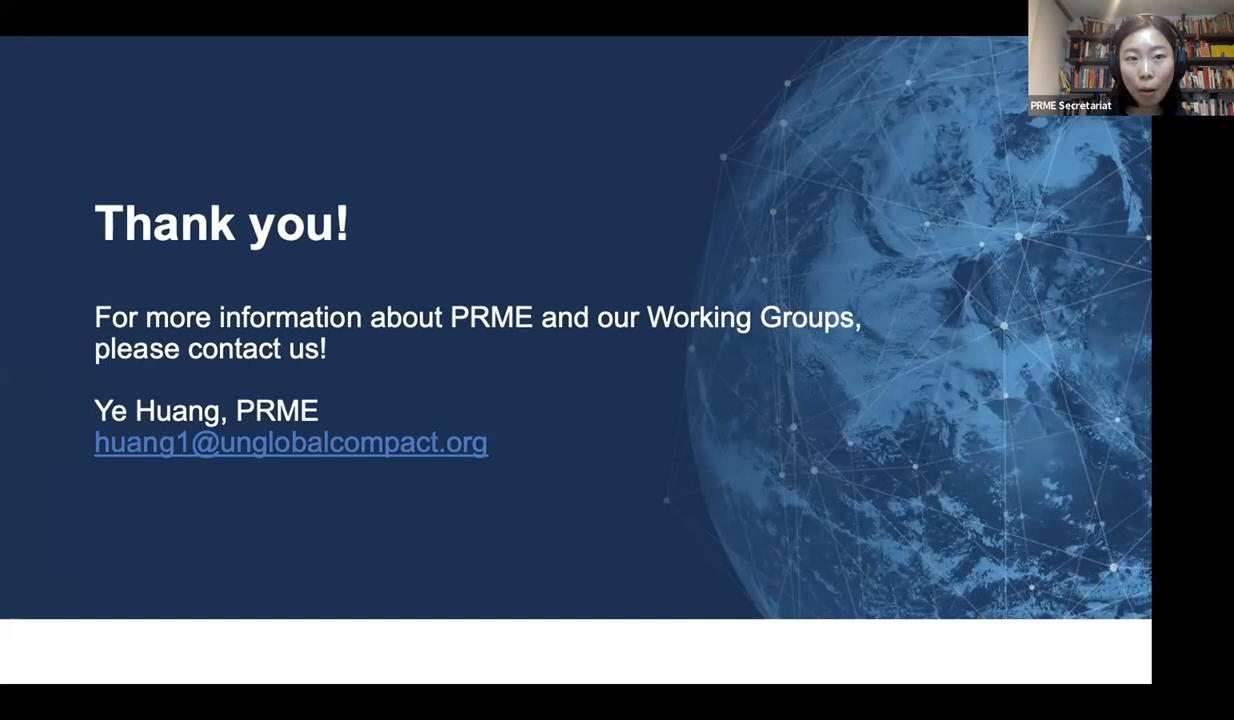 PRME Secretariat
Thank you!
For more information about PRME and our Working Groups,
please contact us!
Ye Huang, PRME
huang1@unglobalcompact.org